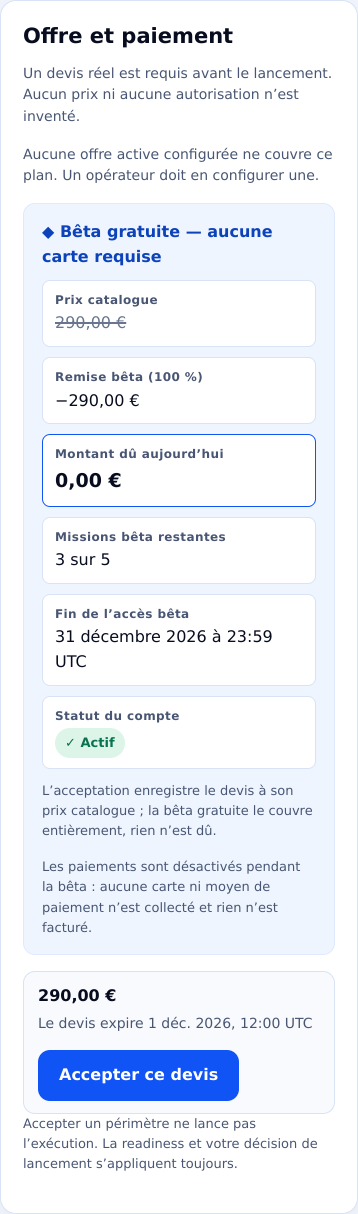 Offre et paiement
Un devis réel est requis avant le lancement.
Aucun prix ni aucune autorisation n’est
inventé.
Aucune offre active configurée ne couvre ce
plan. Un opérateur doit en configurer une.
◆ Bêta gratuite — aucune
carte requise
Prix catalogue
290,00 €
Remise bêta (100 %)
−290,00 €
Montant dû aujourd’hui
0,00 €
Missions bêta restantes
3 sur 5
Fin de l’accès bêta
31 décembre 2026 à 23:59
UTC
Statut du compte
✓ Actif
L’acceptation enregistre le devis à son
prix catalogue ; la bêta gratuite le couvre
entièrement, rien n’est dû.
Les paiements sont désactivés pendant
la bêta : aucune carte ni moyen de
paiement n’est collecté et rien n’est
facturé.
290,00 €
Le devis expire 1 déc. 2026, 12:00 UTC
Accepter ce devis
Accepter un périmètre ne lance pas
l’exécution. La readiness et votre décision de
lancement s’appliquent toujours.